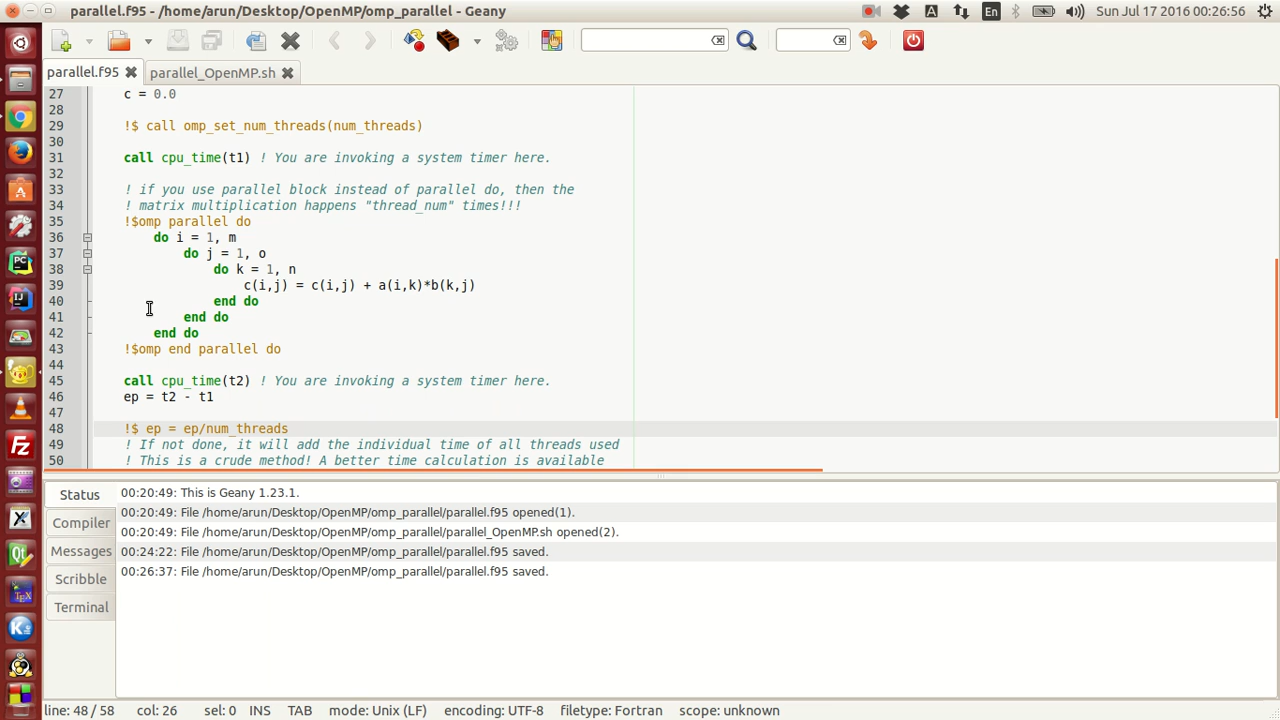 parallel.f95 - /home/arun/Desktop/OpenMP/omp_parallel - Geany
En
Sun Jul 17 2016 00:26:56
parallel.f95
parallel_OpenMP.sh
27 c = 0.0
28
29 !$ call omp_set_num_threads(num_threads)
30
31 call cpu_time(t1) ! You are invoking a system timer here.
32
33 ! if you use parallel block instead of parallel do, then the
34 ! matrix multiplication happens "thread_num" times!!!
35 !$omp parallel do
36 do i = 1, m
37 do j = 1, o
38 do k = 1, n
39 c(i,j) = c(i,j) + a(i,k)*b(k,j)
40 end do
41 end do
42 end do
43 !$omp end parallel do
44
45 call cpu_time(t2) ! You are invoking a system timer here.
46 ep = t2 - t1
47
48 !$ ep = ep/num_threads
49 ! If not done, it will add the individual time of all threads used
50 ! This is a crude method! A better time calculation is available
Status
Compiler
Messages
Scribble
Terminal
00:20:49: This is Geany 1.23.1.
00:20:49: File /home/arun/Desktop/OpenMP/omp_parallel/parallel.f95 opened(1).
00:20:49: File /home/arun/Desktop/OpenMP/omp_parallel/parallel_OpenMP.sh opened(2).
00:24:22: File /home/arun/Desktop/OpenMP/omp_parallel/parallel.f95 saved.
00:26:37: File /home/arun/Desktop/OpenMP/omp_parallel/parallel.f95 saved.
line: 48 / 58 col: 26 sel: 0 INS TAB mode: Unix (LF) encoding: UTF-8 filetype: Fortran scope: unknown